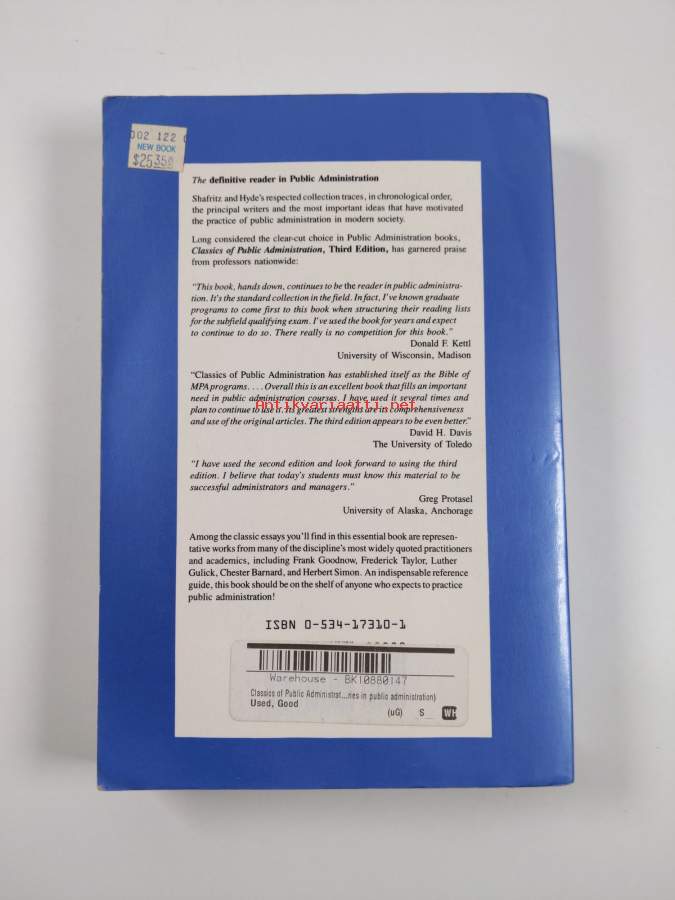 002 122
NEW BOOK
$25.35
The definitive reader in Public Administration
Shafritz and Hyde's respected collection traces, in chronological order,
the principal writers and the most important ideas that have motivated
the practice of public administration in modern society.
Long considered the clear-cut choice in Public Administration books,
Classics of Public Administration, Third Edition, has garnered praise
from professors nationwide:
"This book, hands down, continues to be the reader in public administra-
tion. It's the standard collection in the field. In fact, I've known graduate
programs to come first to this book when structuring their reading lists
for the subfield qualifying exam. I've used the book for years and expect
to continue to do so. There really is no competition for this book."
Donald F. Kettl
University of Wisconsin, Madison
"Classics of Public Administration has established itself as the Bible of
MPA programs. . . . Overall this is an excellent book that fills an important
need in public administration courses. I have used it several times and
plan to continue to use it. Its greatest strengths are its comprehensiveness
Antikvariaatti.net
and use of the original articles. The third edition appears to be even better."
David H. Davis
The University of Toledo
"I have used the second edition and look forward to using the third
edition. I believe that today's students must know this material to be
successful administrators and managers."
Greg Protasel
University of Alaska, Anchorage
Among the classic essays you'll find in this essential book are represen-
tative works from many of the discipline's most widely quoted practitioners
and academics, including Frank Goodnow, Frederick Taylor, Luther
Gulick, Chester Barnard, and Herbert Simon. An indispensable reference
guide, this book should be on the shelf of anyone who expects to practice
public administration!
ISBN 0-534-17310-1
Warehouse - BK10880147
Classics of Public Administrat...ries in public administration)
Used, Good
(uG) S WH